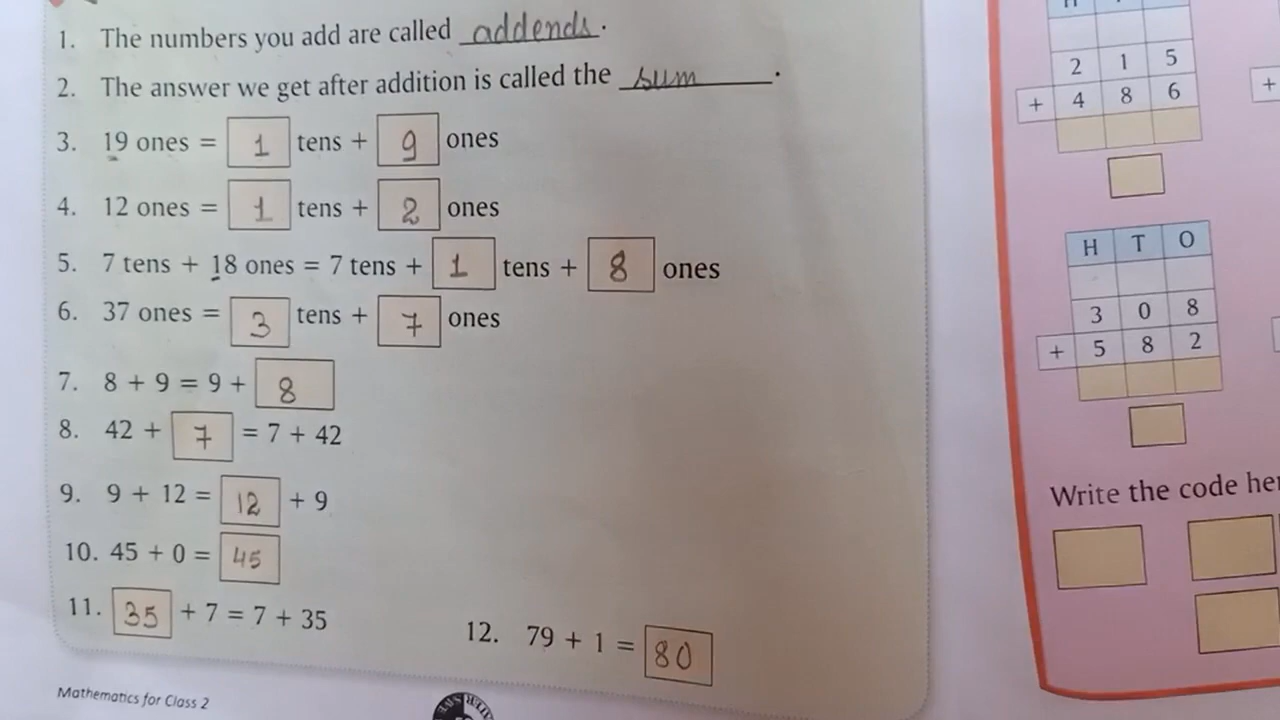 1. The numbers you add are called addends.
2. The answer we get after addition is called the sum.
3. 19 ones = 1 tens + 9 ones
4. 12 ones = 1 tens + 2 ones
5. 7 tens + 18 ones = 7 tens + 1 tens + 8 ones
6. 37 ones = 3 tens + 7 ones
7. 8 + 9 = 9 + 8
8. 42 + 7 = 7 + 42
9. 9 + 12 = 12 + 9
10. 45 + 0 = 45
11. 35 + 7 = 7 + 35
12. 79 + 1 = 80
Mathematics for Class 2
2 1 5
+ 4 8 6
+
H T O
3 0 8
+ 5 8 2
Write the code